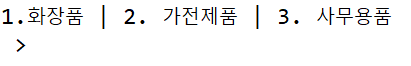 1.화장품 | 2. 가전제품 | 3. 사무용품
>